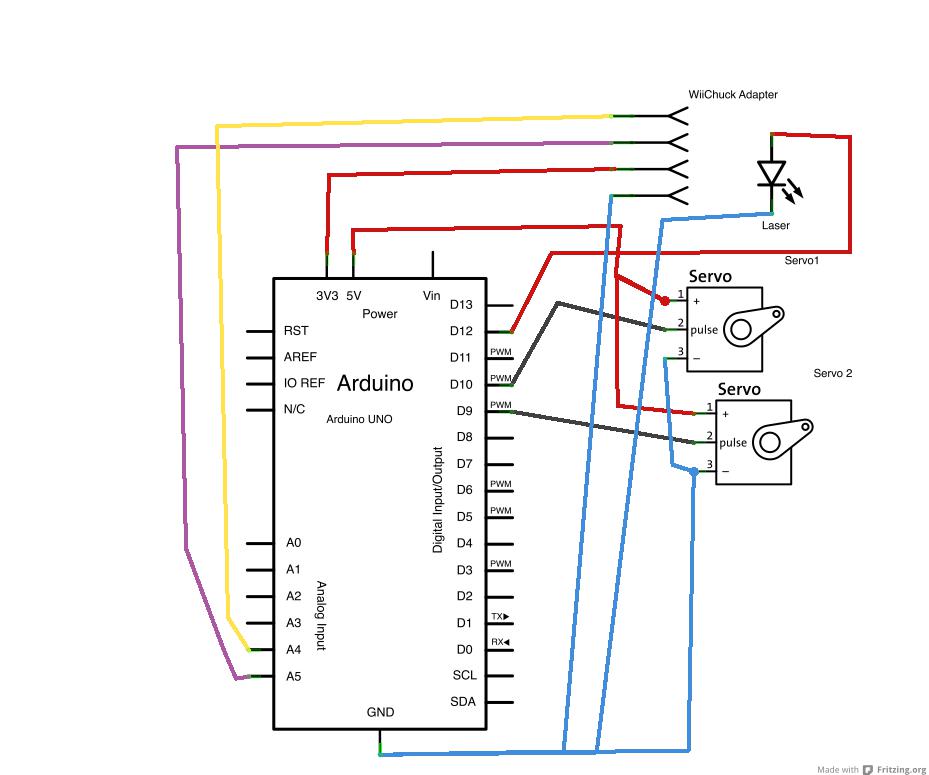 WiiChuck Adapter
Laser
Servo1
Servo
1 +
2 pulse
3 −
Servo 2
Servo
1 +
2 pulse
3 −
3V3 5V Vin
Power
RST
AREF
IO REF
N/C
Arduino
Arduino UNO
A0
A1
A2
A3
A4
A5
Analog Input
Digital Input/Output
D13
D12
D11 PWM
D10 PWM
D9 PWM
D8
D7
D6 PWM
D5 PWM
D4
D3 PWM
D2
D1 TX
D0 RX
SCL
SDA
GND
Made with Fritzing.org